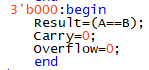 3'b000:begin
Result=(A==B);
Carry=0;
Overflow=0;
end